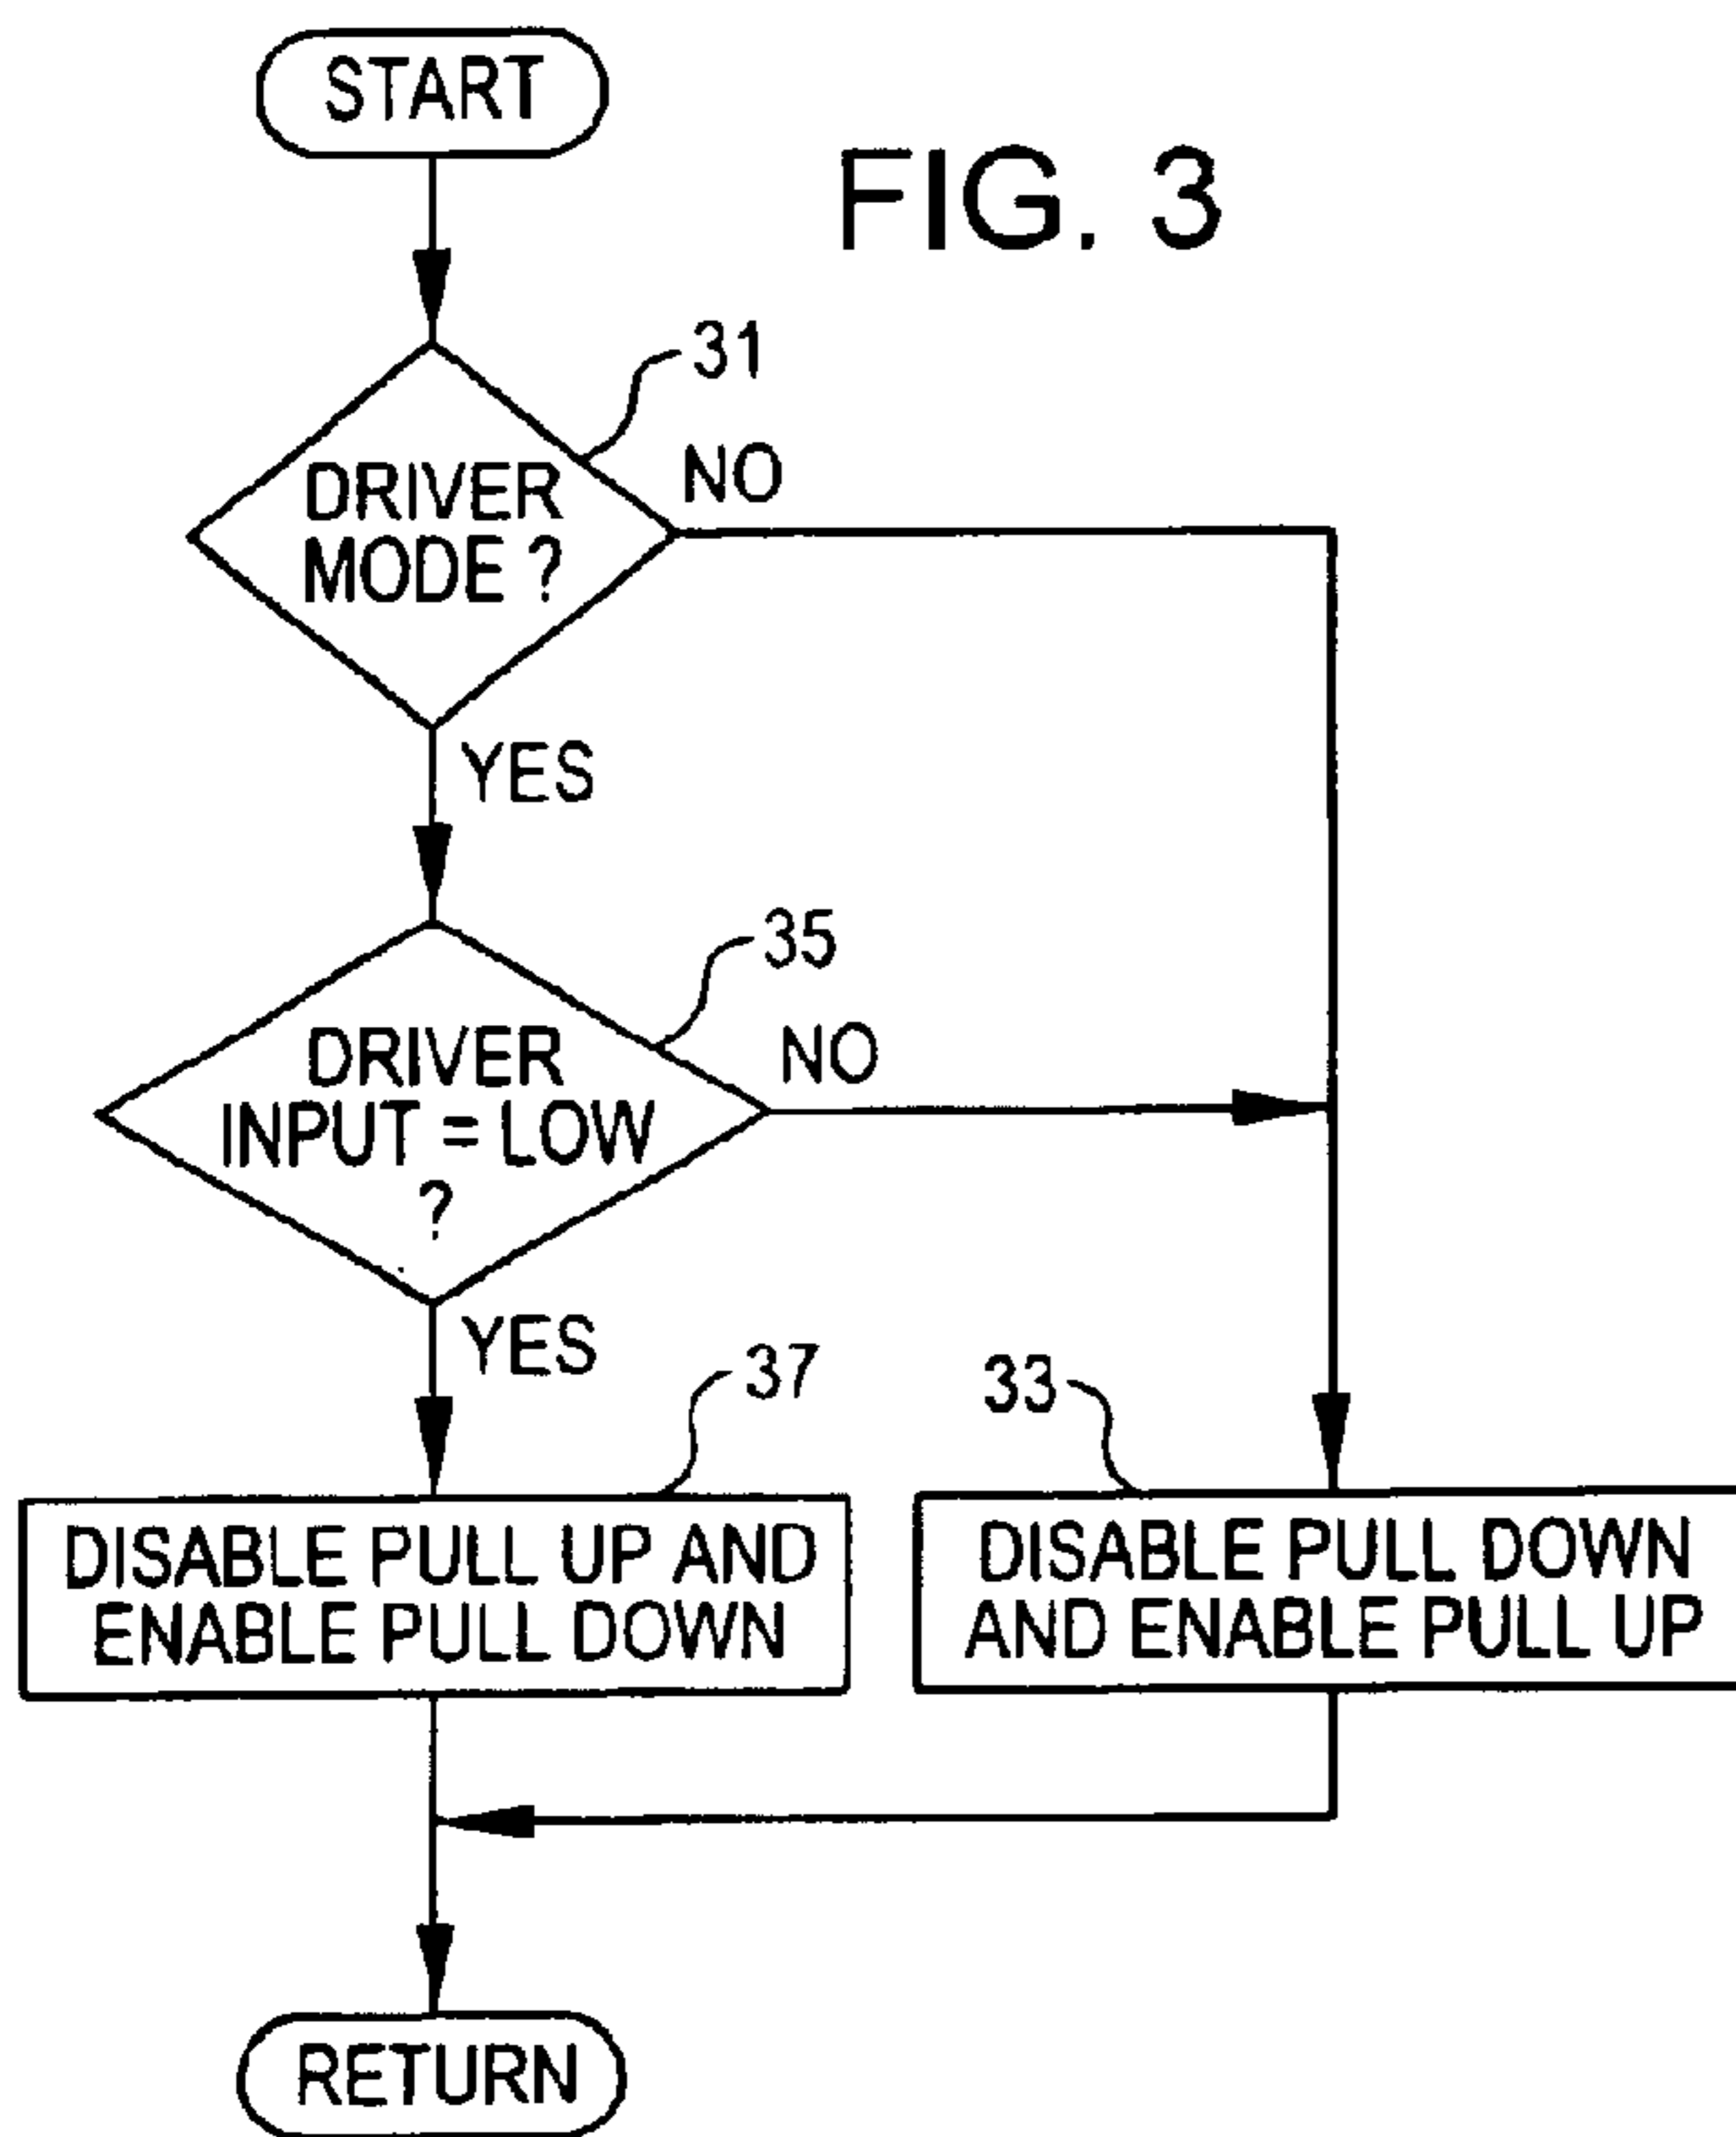 START
FIG. 3
31
DRIVER
MODE ?
NO
YES
35
DRIVER
INPUT = LOW
?
NO
YES
37
33
DISABLE PULL UP AND
ENABLE PULL DOWN
DISABLE PULL DOWN
AND ENABLE PULL UP
RETURN